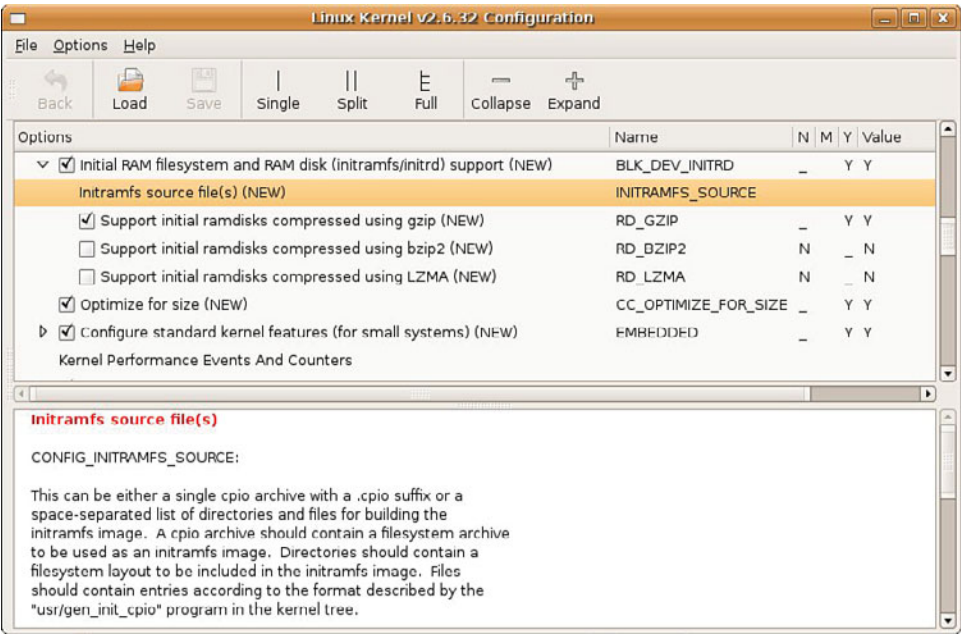 Linux Kernel v2.6.32 Configuration
File Options Help
Back Load Save Single Split Full Collapse Expand
Options Name N M Y Value
Initial RAM filesystem and RAM disk (initramfs/initrd) support (NEW) BLK_DEV_INITRD _ Y Y
Initramfs source file(s) (NEW) INITRAMFS_SOURCE
Support initial ramdisks compressed using gzip (NEW) RD_GZIP _ Y Y
Support initial ramdisks compressed using bzip2 (NEW) RD_BZIP2 N _ N
Support initial ramdisks compressed using LZMA (NEW) RD_LZMA N _ N
Optimize for size (NEW) CC_OPTIMIZE_FOR_SIZE _ Y Y
Configure standard kernel features (for small systems) (NEW) EMBEDDED _ Y Y
Kernel Performance Events And Counters
Initramfs source file(s)
CONFIG_INITRAMFS_SOURCE:
This can be either a single cpio archive with a .cpio suffix or a
space-separated list of directories and files for building the
initramfs image. A cpio archive should contain a filesystem archive
to be used as an initramfs image. Directories should contain a
filesystem layout to be included in the initramfs image. Files
should contain entries according to the format described by the
"usr/gen_init_cpio" program in the kernel tree.